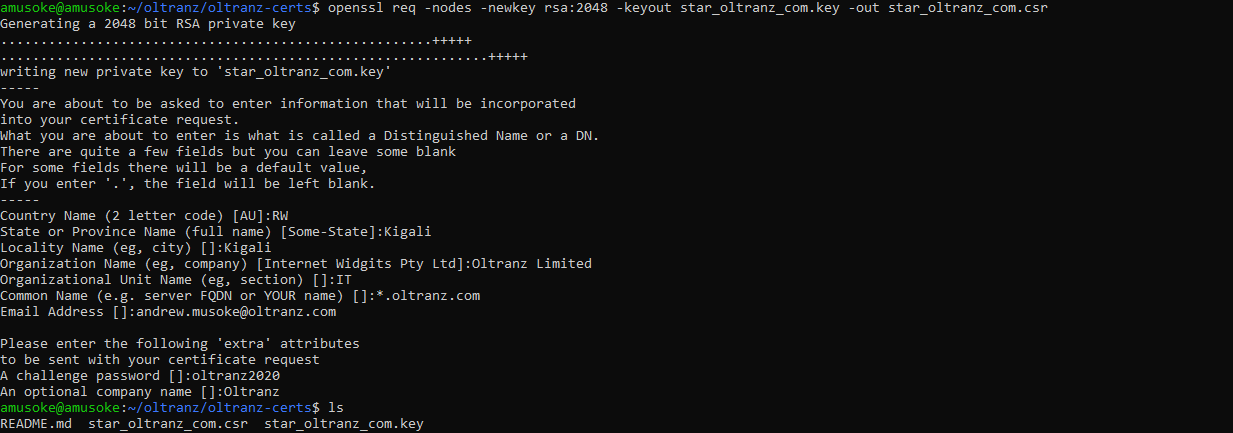 amusoke@amusoke:~/oltranz/oltranz-certs$ openssl req -nodes -newkey rsa:2048 -keyout star_oltranz_com.key -out star_oltranz_com.csr
Generating a 2048 bit RSA private key
......................................................+++++
.............................................................+++++
writing new private key to 'star_oltranz_com.key'
-----
You are about to be asked to enter information that will be incorporated
into your certificate request.
What you are about to enter is what is called a Distinguished Name or a DN.
There are quite a few fields but you can leave some blank
For some fields there will be a default value,
If you enter '.', the field will be left blank.
-----
Country Name (2 letter code) [AU]:RW
State or Province Name (full name) [Some-State]:Kigali
Locality Name (eg, city) []:Kigali
Organization Name (eg, company) [Internet Widgits Pty Ltd]:Oltranz Limited
Organizational Unit Name (eg, section) []:IT
Common Name (e.g. server FQDN or YOUR name) []:*.oltranz.com
Email Address []:andrew.musoke@oltranz.com

Please enter the following 'extra' attributes
to be sent with your certificate request
A challenge password []:oltranz2020
An optional company name []:Oltranz
amusoke@amusoke:~/oltranz/oltranz-certs$ ls
README.md  star_oltranz_com.csr  star_oltranz_com.key